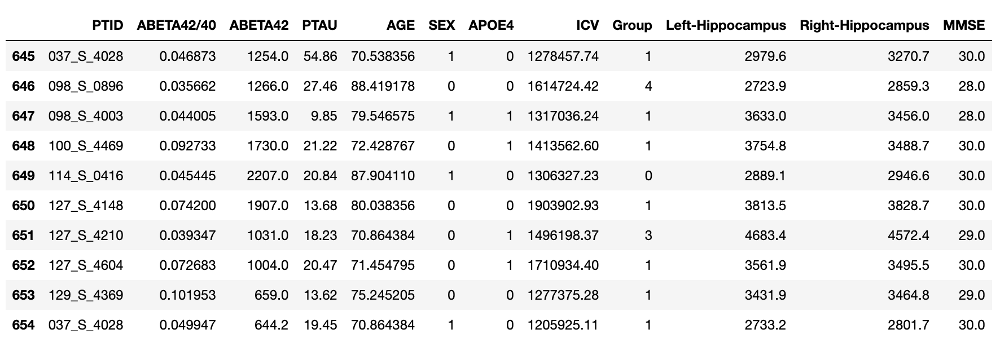 PTID ABETA42/40 ABETA42 PTAU AGE SEX APOE4 ICV Group Left-Hippocampus Right-Hippocampus MMSE
645 037_S_4028 0.046873 1254.0 54.86 70.538356 1 0 1278457.74 1 2979.6 3270.7 30.0
646 098_S_0896 0.035662 1266.0 27.46 88.419178 0 0 1614724.42 4 2723.9 2859.3 28.0
647 098_S_4003 0.044005 1593.0 9.85 79.546575 1 1 1317036.24 1 3633.0 3456.0 28.0
648 100_S_4469 0.092733 1730.0 21.22 72.428767 0 1 1413562.60 1 3754.8 3488.7 30.0
649 114_S_0416 0.045445 2207.0 20.84 87.904110 1 0 1306327.23 0 2889.1 2946.6 30.0
650 127_S_4148 0.074200 1907.0 13.68 80.038356 0 0 1903902.93 1 3813.5 3828.7 30.0
651 127_S_4210 0.039347 1031.0 18.23 70.864384 0 1 1496198.37 3 4683.4 4572.4 29.0
652 127_S_4604 0.072683 1004.0 20.47 71.454795 0 1 1710934.40 1 3561.9 3495.5 30.0
653 129_S_4369 0.101953 659.0 13.62 75.245205 0 0 1277375.28 1 3431.9 3464.8 29.0
654 037_S_4028 0.049947 644.2 19.45 70.864384 1 0 1205925.11 1 2733.2 2801.7 30.0